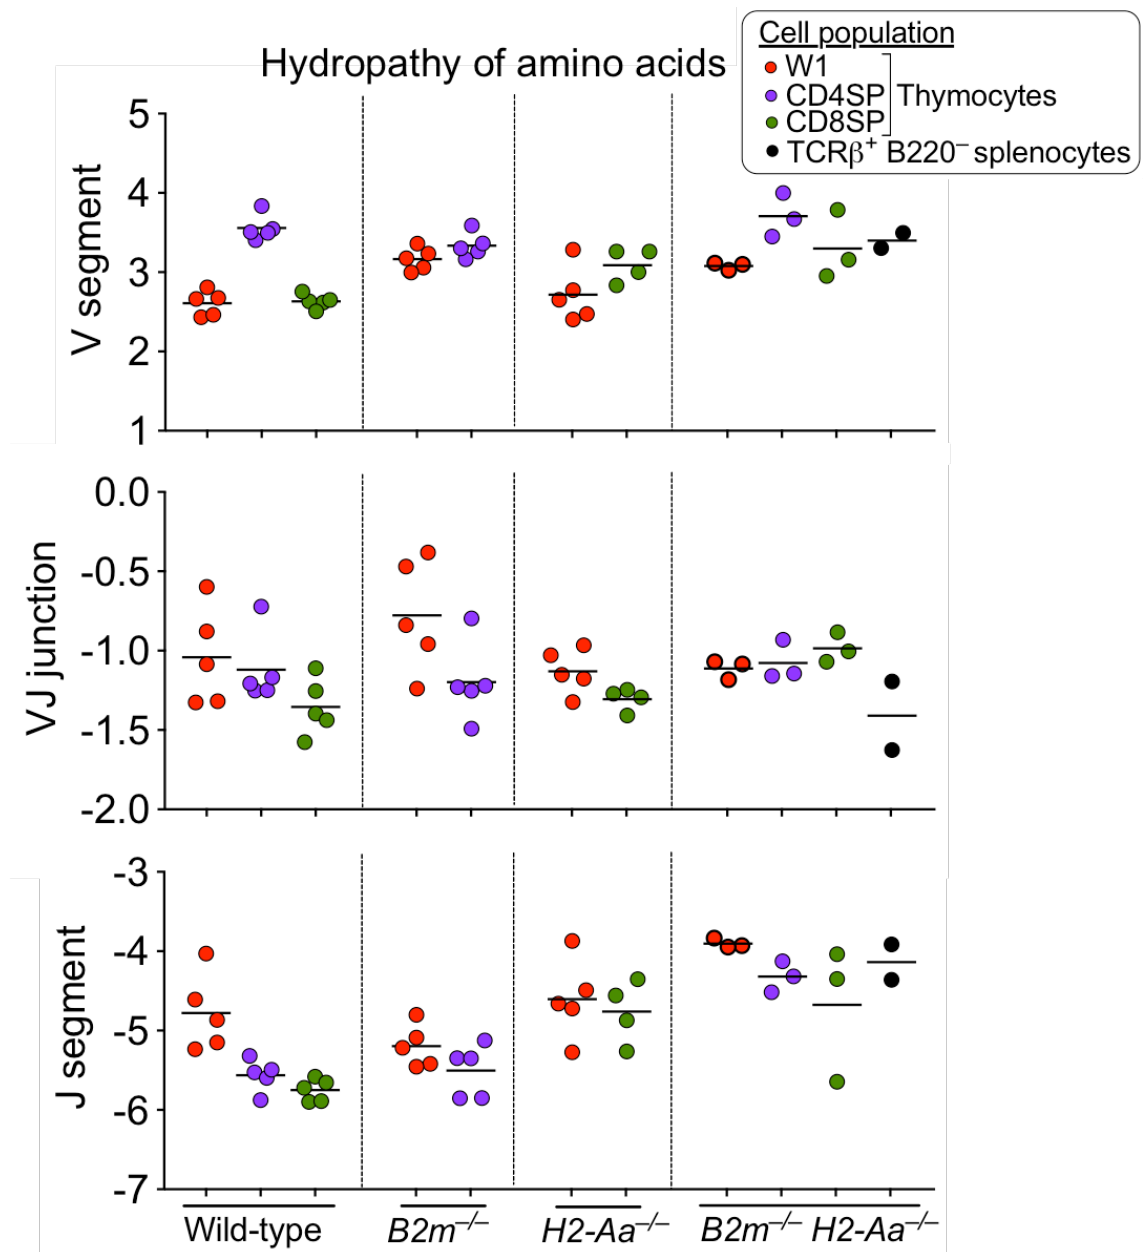 Hydropathy of amino acids
Cell population
W1
CD4SP
CD8SP
Thymocytes
TCRβ⁺ B220⁻ splenocytes
V segment
5
4
3
2
1
VJ junction
0.0
-0.5
-1.0
-1.5
-2.0
J segment
-3
-4
-5
-6
-7
Wild-type
B2m⁻/⁻
H2-Aa⁻/⁻
B2m⁻/⁻ H2-Aa⁻/⁻